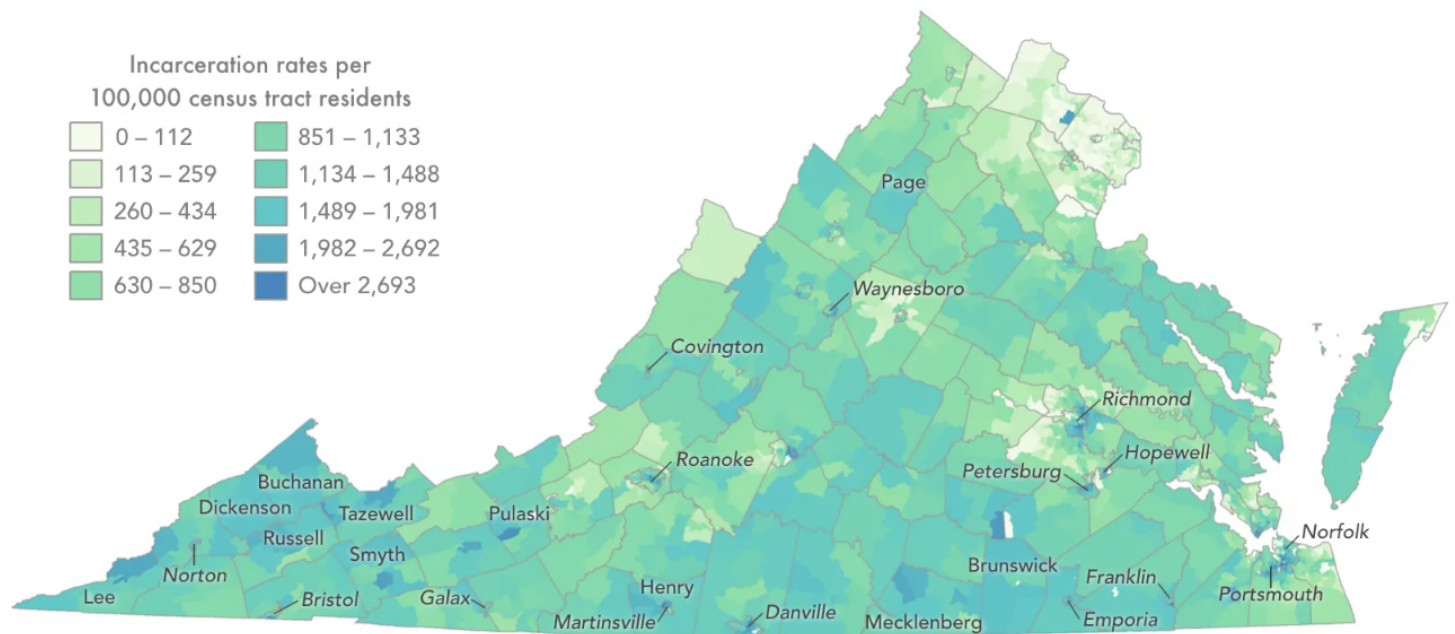 Incarceration rates per
100,000 census tract residents
0 – 112
113 – 259
260 – 434
435 – 629
630 – 850
851 – 1,133
1,134 – 1,488
1,489 – 1,981
1,982 – 2,692
Over 2,693
Page
Waynesboro
Covington
Richmond
Roanoke
Hopewell
Petersburg
Buchanan
Dickenson
Tazewell
Pulaski
Russell
Smyth
Norfolk
Norton
Brunswick
Lee
Bristol
Galax
Henry
Franklin
Portsmouth
Martinsville
Danville
Mecklenberg
Emporia